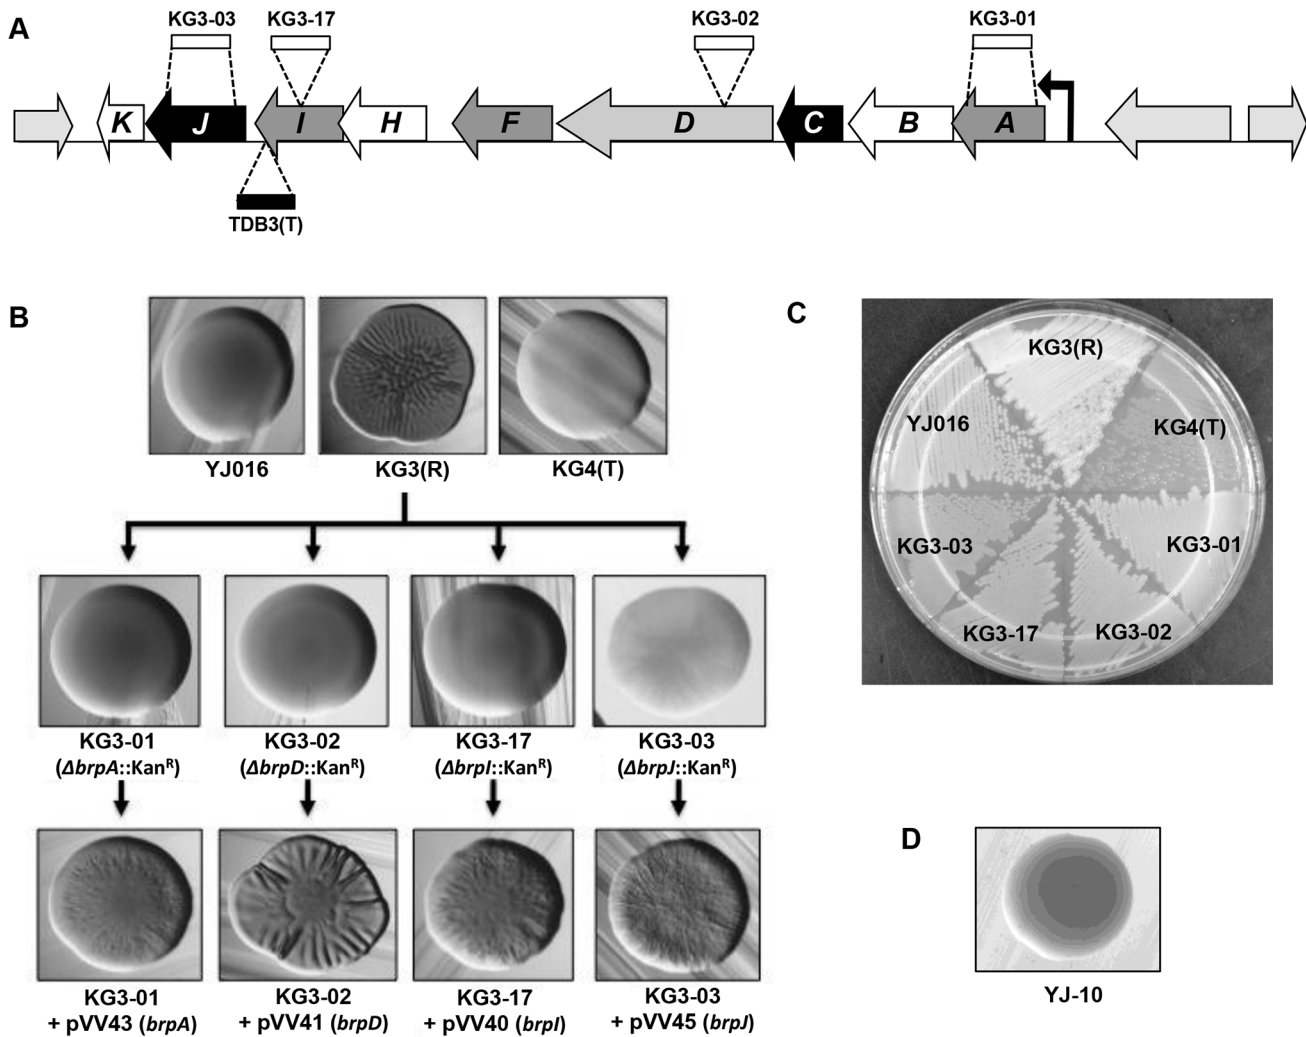 A
KG3-03
KG3-17
KG3-02
KG3-01
K
J
I
H
F
D
C
B
A
TDB3(T)
B
YJ016
KG3(R)
KG4(T)
KG3-01
(ΔbrpA::Kanᴿ)
KG3-02
(ΔbrpD::Kanᴿ)
KG3-17
(ΔbrpI::Kanᴿ)
KG3-03
(ΔbrpJ::Kanᴿ)
KG3-01
+ pVV43 (brpA)
KG3-02
+ pVV41 (brpD)
KG3-17
+ pVV40 (brpI)
KG3-03
+ pVV45 (brpJ)
C
KG3(R)
YJ016
KG4(T)
KG3-03
KG3-01
KG3-17
KG3-02
D
YJ-10